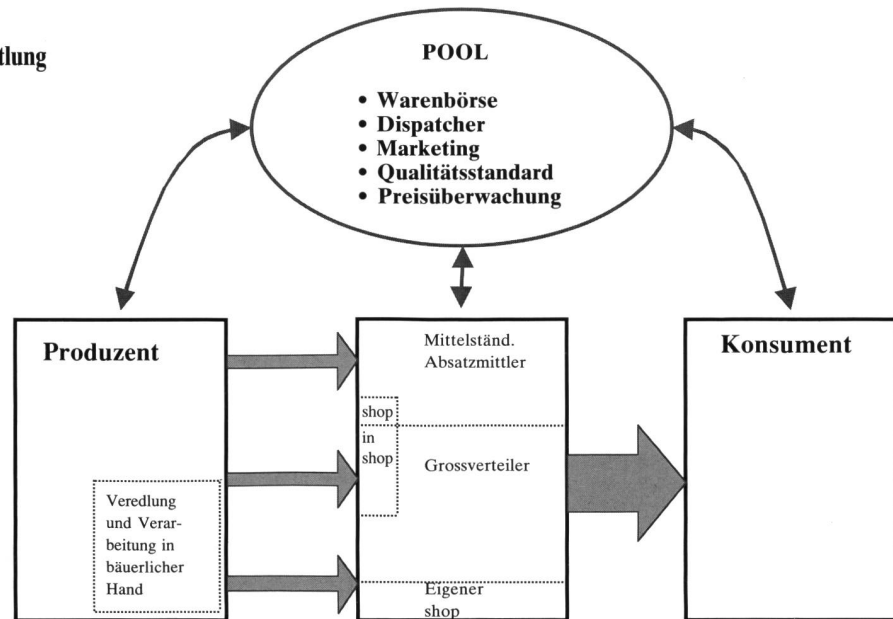 POOL
• Warenbörse
• Dispatcher
• Marketing
• Qualitätsstandard
• Preisüberwachung
Produzent
Veredlung
und Verar-
beitung in
bäuerlicher
Hand
Mittelständ.
Absatzmittler
shop
in
shop
Grossverteiler
Eigener
shop
Konsument